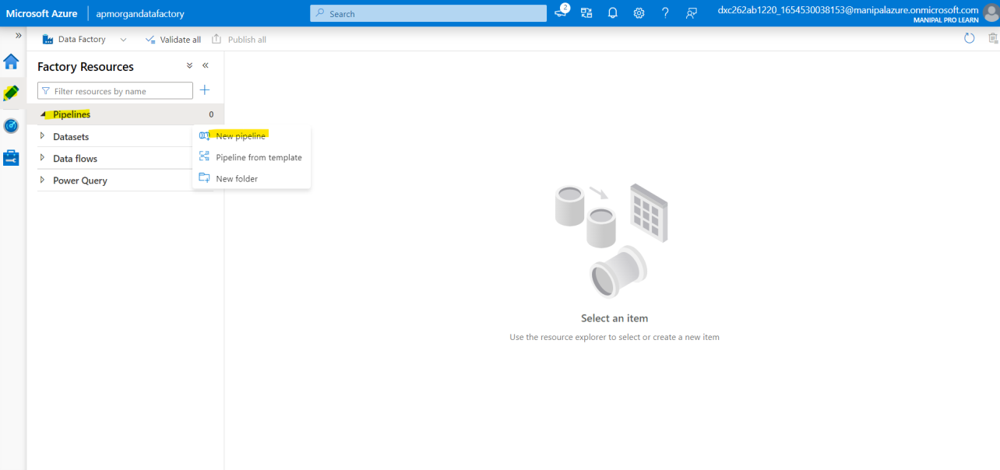 Microsoft Azure apmorgandatafactory Search 2 dxc262ab1220_1654530038153@manipalazure.onmicrosoft.com
MANIPAL PRO LEARN
» Data Factory Validate all Publish all
Factory Resources
Filter resources by name
Pipelines 0
New pipeline
Datasets
Pipeline from template
Data flows
New folder
Power Query
Select an item
Use the resource explorer to select or create a new item